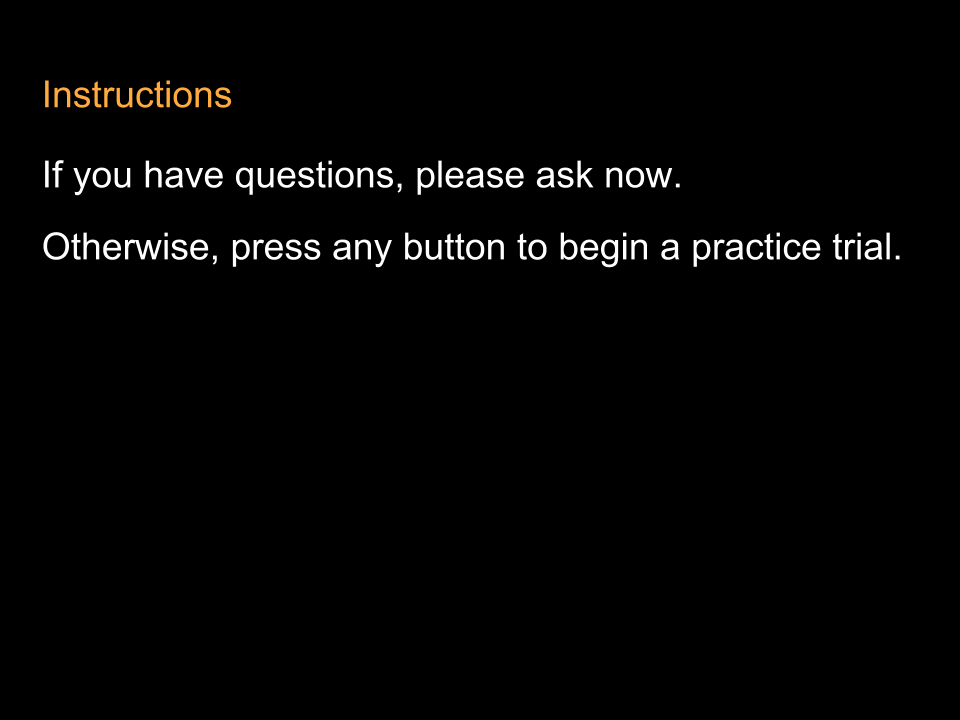 Instructions
If you have questions, please ask now.
Otherwise, press any button to begin a practice trial.